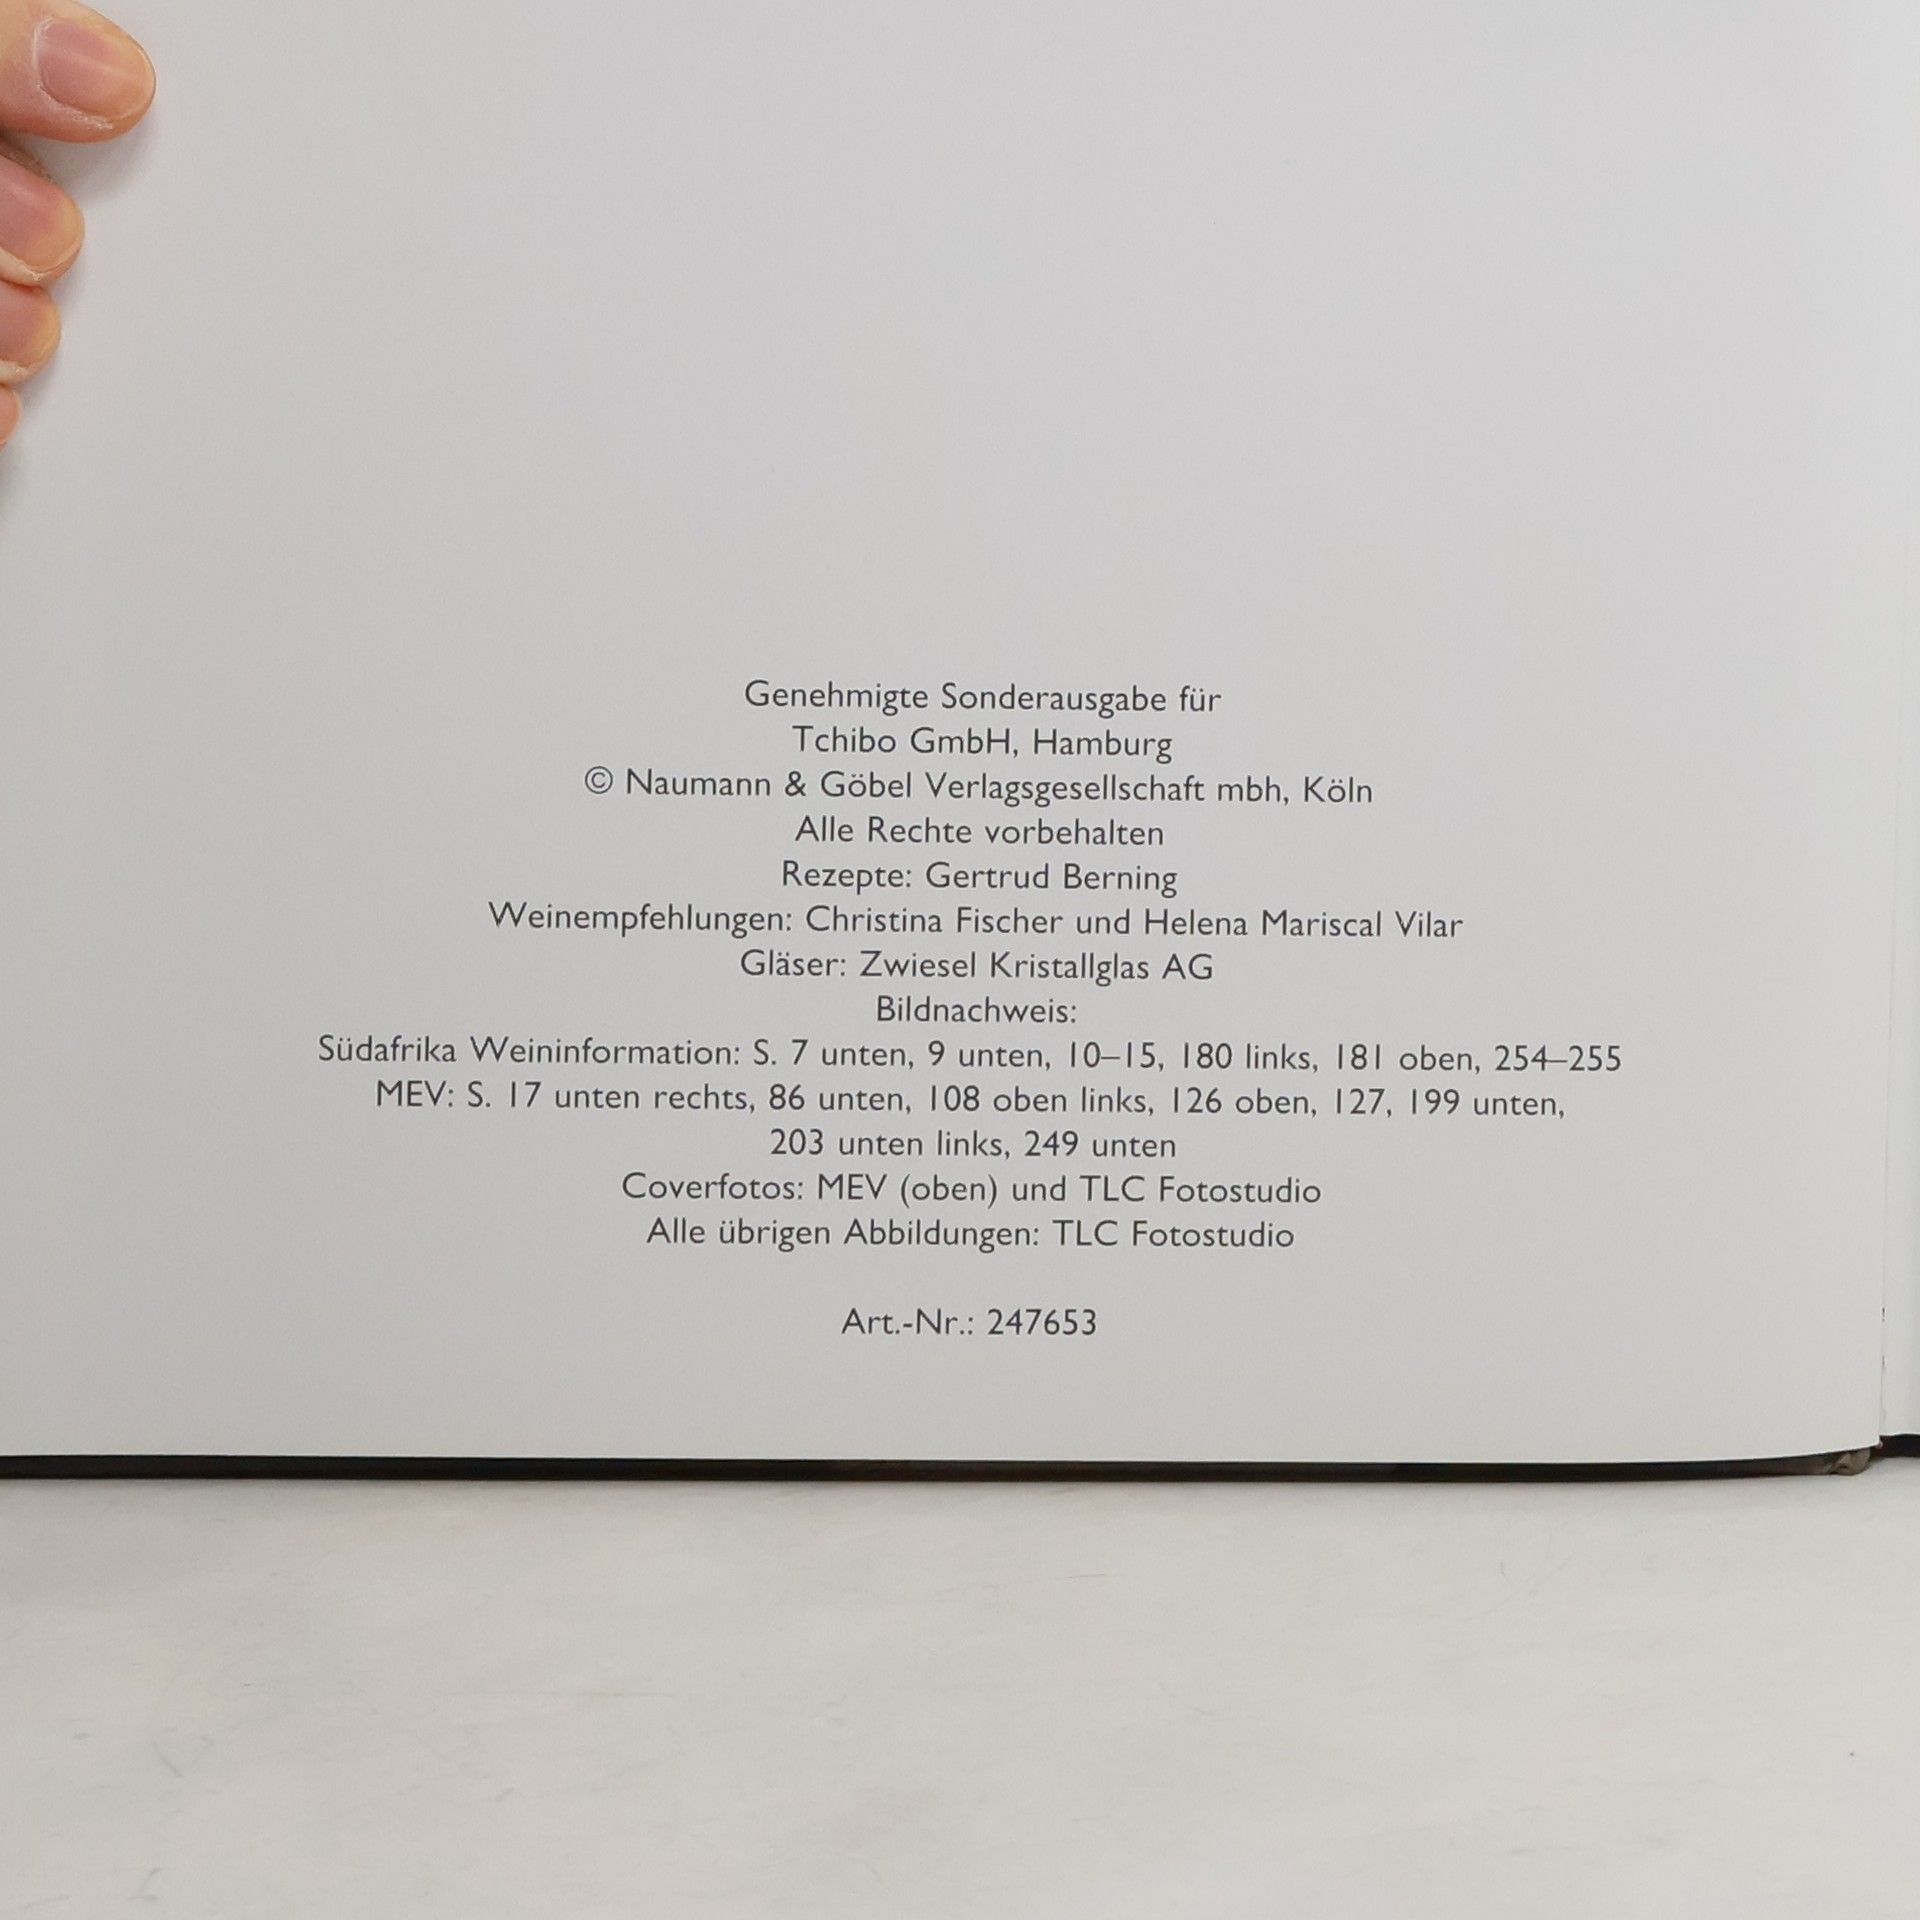 Genehmigte Sonderausgabe für
Tchibo GmbH, Hamburg
© Naumann & Göbel Verlagsgesellschaft mbh, Köln
Alle Rechte vorbehalten
Rezepte: Gertrud Berning
Weinempfehlungen: Christina Fischer und Helena Mariscal Vilar
Gläser: Zwiesel Kristallglas AG
Bildnachweis:
Südafrika Weininformation: S. 7 unten, 9 unten, 10–15, 180 links, 181 oben, 254–255
MEV: S. 17 unten rechts, 86 unten, 108 oben links, 126 oben, 127, 199 unten,
203 unten links, 249 unten
Coverfotos: MEV (oben) und TLC Fotostudio
Alle übrigen Abbildungen: TLC Fotostudio
Art.-Nr.: 247653